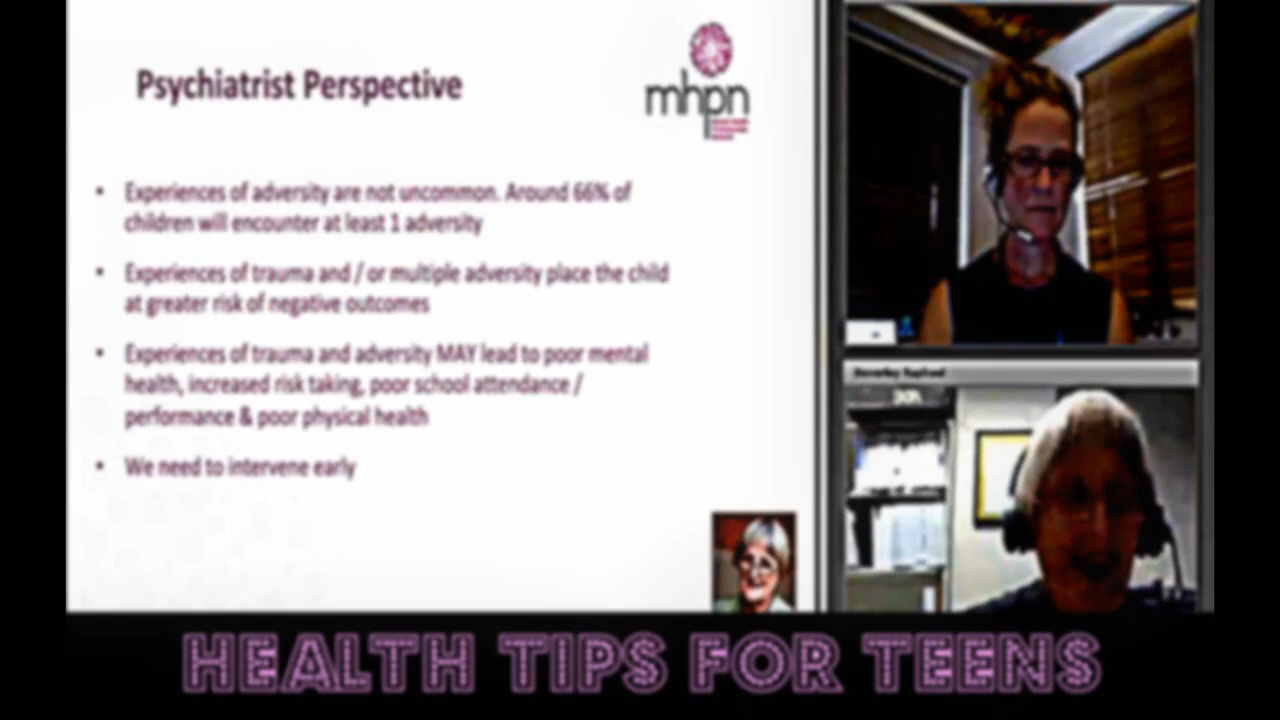 Psychiatrist Perspective
mhpn
• Experiences of adversity are not uncommon. Around 66% of
children will encounter at least 1 adversity
• Experiences of trauma and / or multiple adversity place the child
at greater risk of negative outcomes
• Experiences of trauma and adversity MAY lead to poor mental
health, increased risk taking, poor school attendance /
performance & poor physical health
• We need to intervene early
HEALTH TIPS FOR TEENS